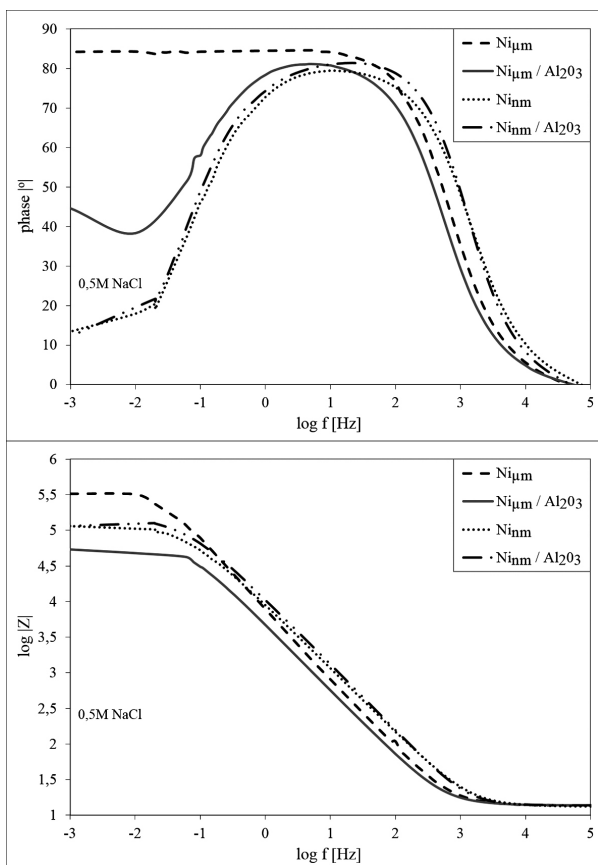 90
80
70
60
50
40
30
20
10
0
phase |º|
0,5M NaCl
Niμm
Niμm / Al2O3
Ninm
Ninm / Al2O3
-3 -2 -1 0 1 2 3 4 5
log f [Hz]
6
5,5
5
4,5
4
3,5
3
2,5
2
1,5
1
log |Z|
0,5M NaCl
Niμm
Niμm / Al2O3
Ninm
Ninm / Al2O3
-3 -2 -1 0 1 2 3 4 5
log f [Hz]